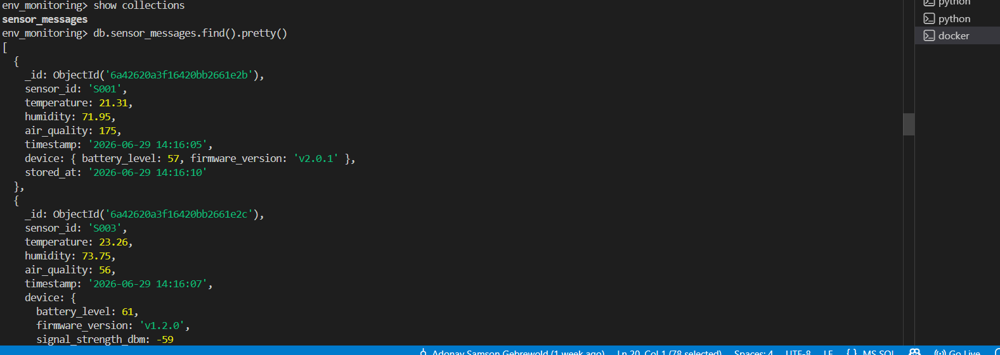 env_monitoring> show collections
sensor_messages
env_monitoring> db.sensor_messages.find().pretty()
[
  {
    _id: ObjectId('6a42620a3f16420bb2661e2b'),
    sensor_id: 'S001',
    temperature: 21.31,
    humidity: 71.95,
    air_quality: 175,
    timestamp: '2026-06-29 14:16:05',
    device: { battery_level: 57, firmware_version: 'v2.0.1' },
    stored_at: '2026-06-29 14:16:10'
  },
  {
    _id: ObjectId('6a42620a3f16420bb2661e2c'),
    sensor_id: 'S003',
    temperature: 23.26,
    humidity: 73.75,
    air_quality: 56,
    timestamp: '2026-06-29 14:16:07',
    device: {
      battery_level: 61,
      firmware_version: 'v1.2.0',
      signal_strength_dbm: -59
python
python
docker
Adonay Samson Gebrewold (1 week ago) Ln 20, Col 1 (78 selected) Spaces: 4 UTF-8 LF { } MS SQL Go Live